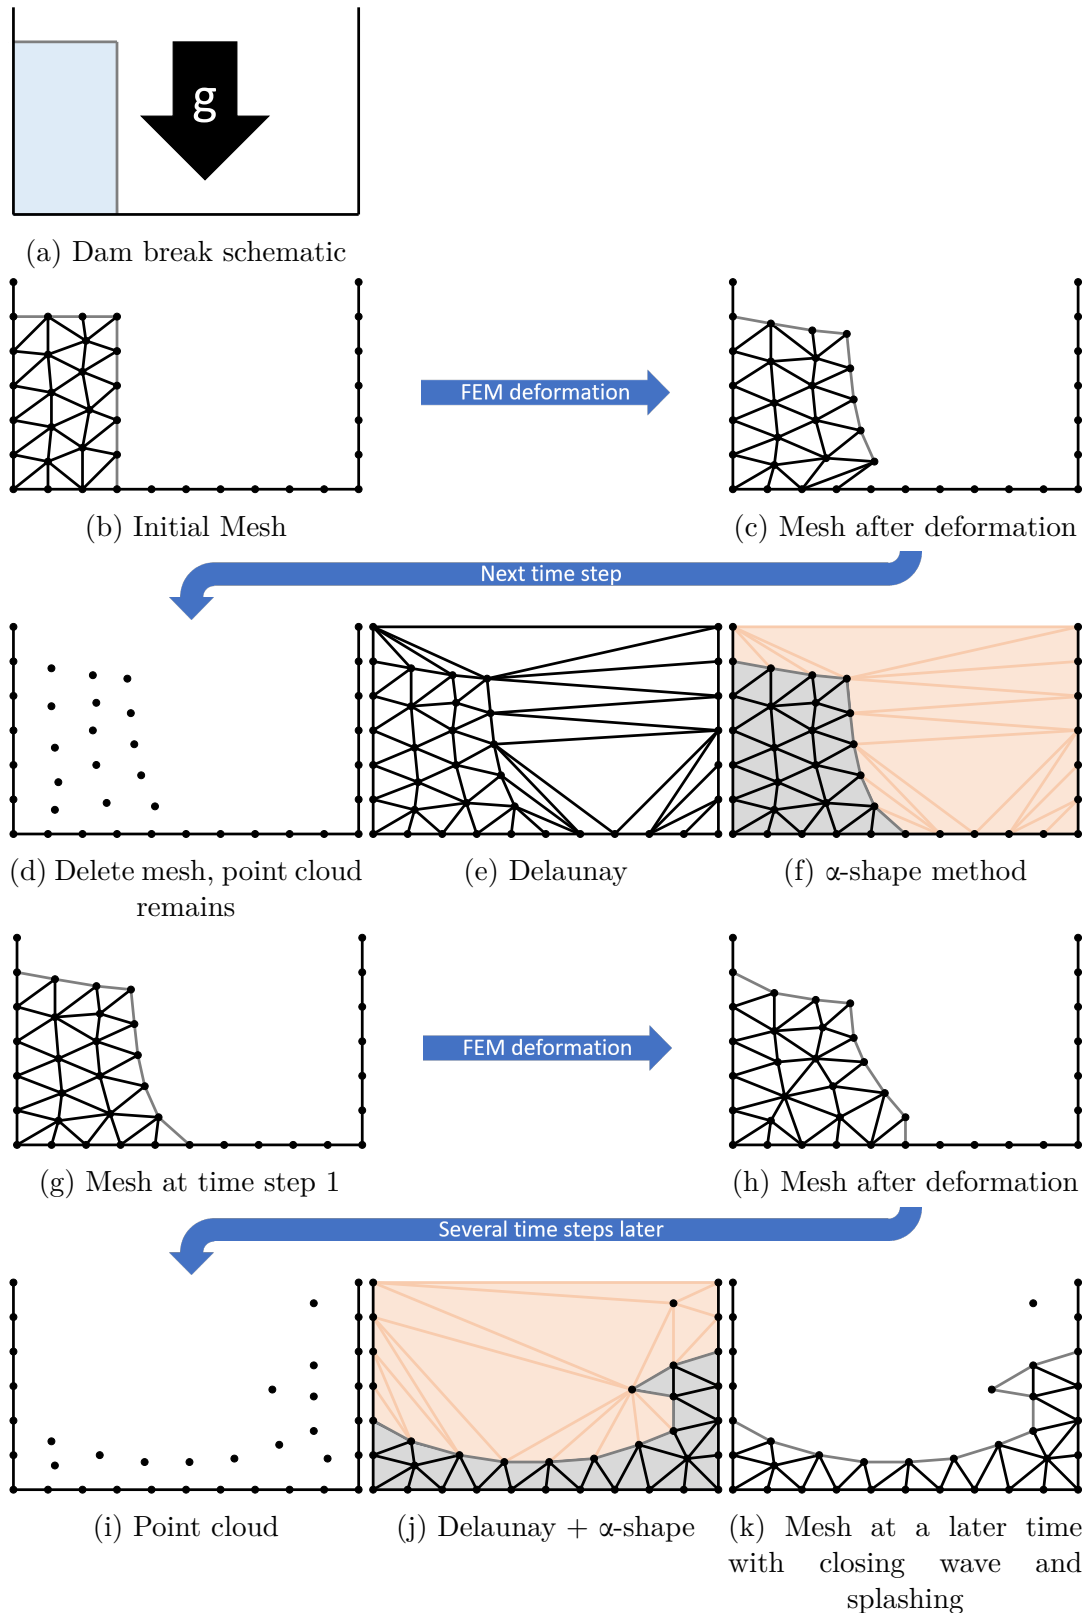 g
(a) Dam break schematic
FEM deformation
(b) Initial Mesh
(c) Mesh after deformation
Next time step
(d) Delete mesh, point cloud
remains
(e) Delaunay
(f) α-shape method
FEM deformation
(g) Mesh at time step 1
(h) Mesh after deformation
Several time steps later
(i) Point cloud
(j) Delaunay + α-shape
(k) Mesh at a later time
with closing wave and
splashing